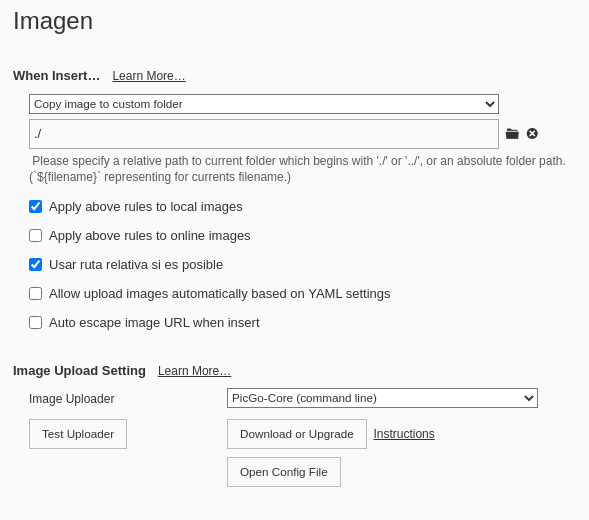 Imagen
When Insert… Learn More…
Copy image to custom folder
./
Please specify a relative path to current folder which begins with './' or '../', or an absolute folder path.
(`${filename}` representing for currents filename.)
Apply above rules to local images
Apply above rules to online images
Usar ruta relativa si es posible
Allow upload images automatically based on YAML settings
Auto escape image URL when insert
Image Upload Setting Learn More…
Image Uploader PicGo-Core (command line)
Test Uploader Download or Upgrade Instructions
Open Config File